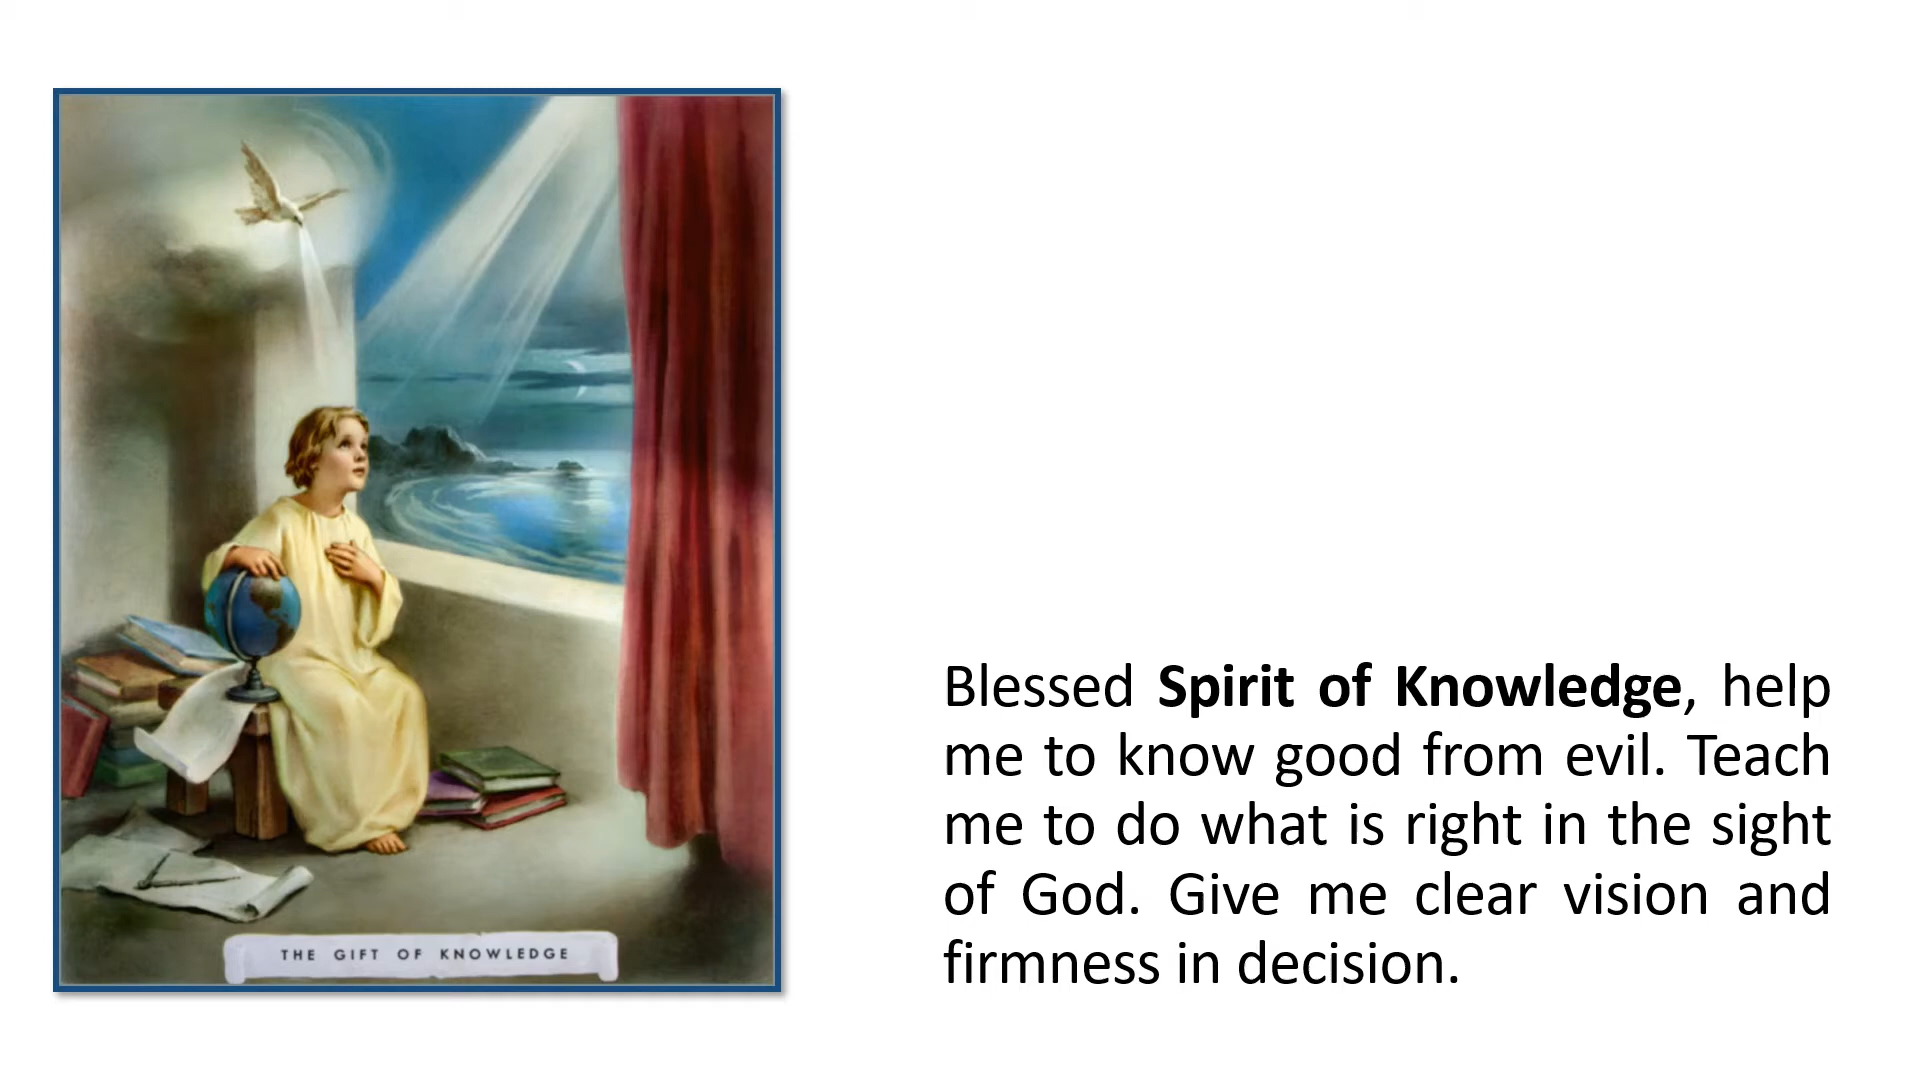 THE GIFT OF KNOWLEDGE
Blessed Spirit of Knowledge, help
me to know good from evil. Teach
me to do what is right in the sight
of God. Give me clear vision and
firmness in decision.